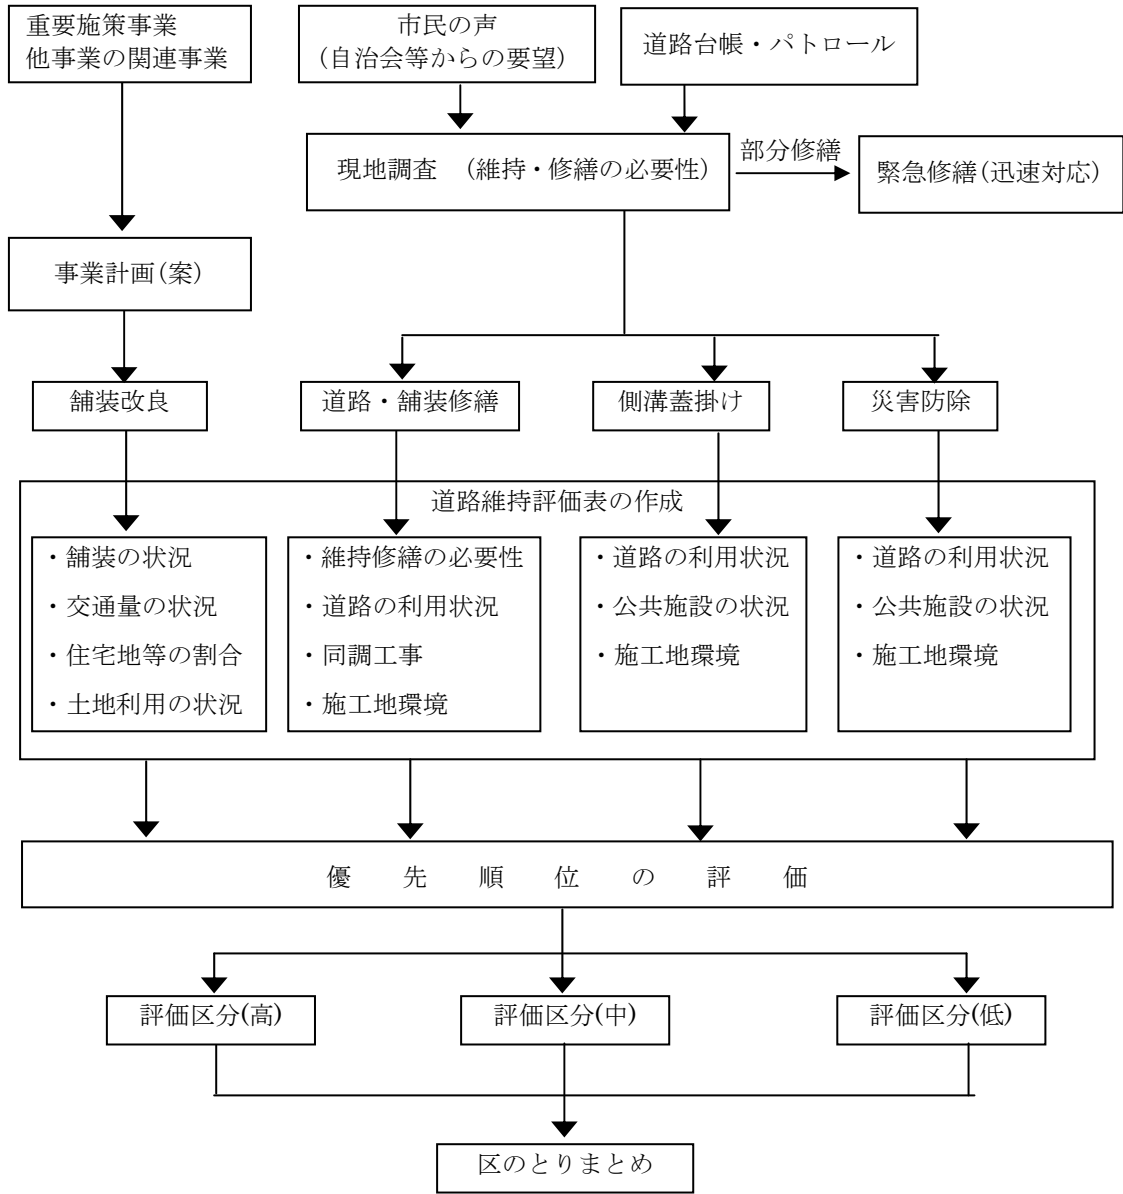 重要施策事業
他事業の関連事業
市民の声
(自治会等からの要望)
道路台帳・パトロール
現地調査 (維持・修繕の必要性)
部分修繕
緊急修繕(迅速対応)
事業計画(案)
舗装改良
道路・舗装修繕
側溝蓋掛け
災害防除
道路維持評価表の作成
・舗装の状況
・交通量の状況
・住宅地等の割合
・土地利用の状況
・維持修繕の必要性
・道路の利用状況
・同調工事
・施工地環境
・道路の利用状況
・公共施設の状況
・施工地環境
・道路の利用状況
・公共施設の状況
・施工地環境
優先順位の評価
評価区分(高)
評価区分(中)
評価区分(低)
区のとりまとめ